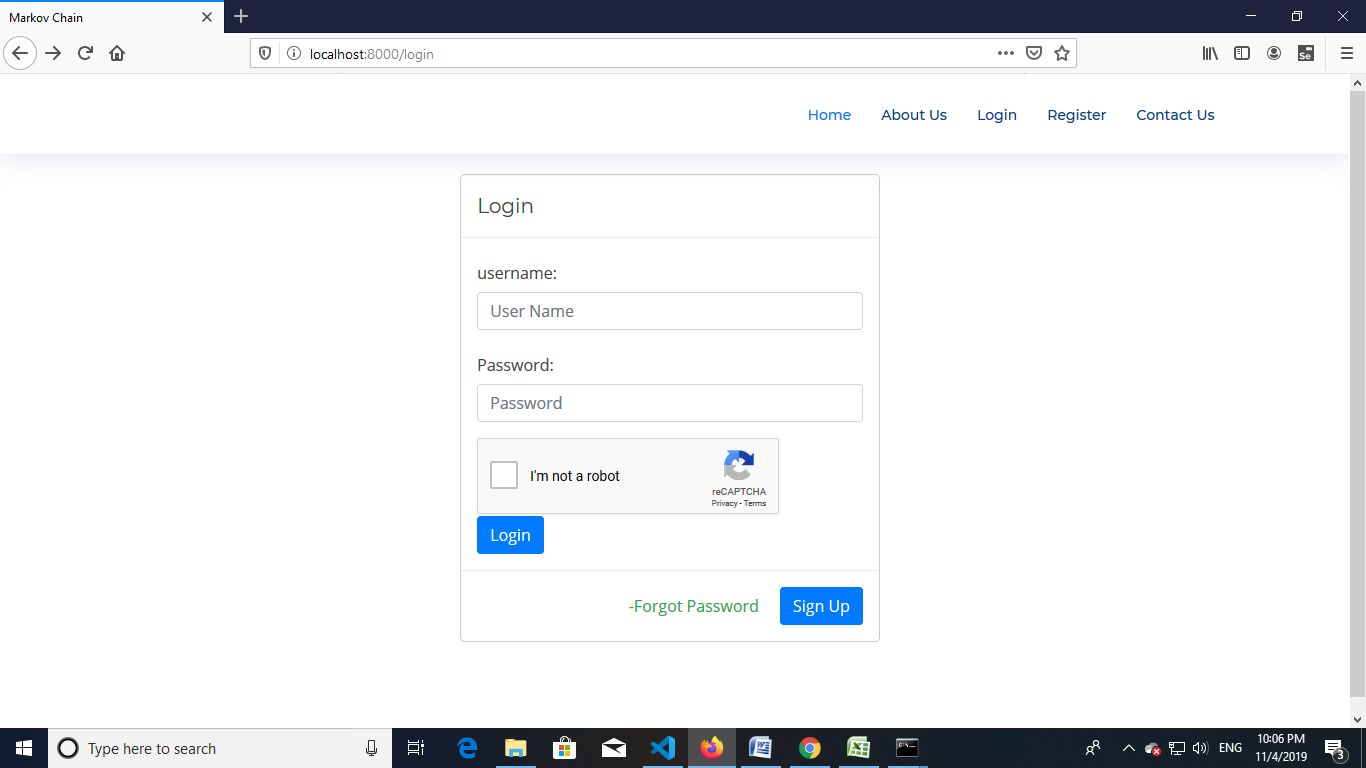 Markov Chain
localhost:8000/login
Se
Home About Us Login Register Contact Us
Login
username:
User Name
Password:
Password
I'm not a robot
reCAPTCHA
Privacy - Terms
Login
-Forgot Password Sign Up
Type here to search
ENG
10:06 PM
11/4/2019
3